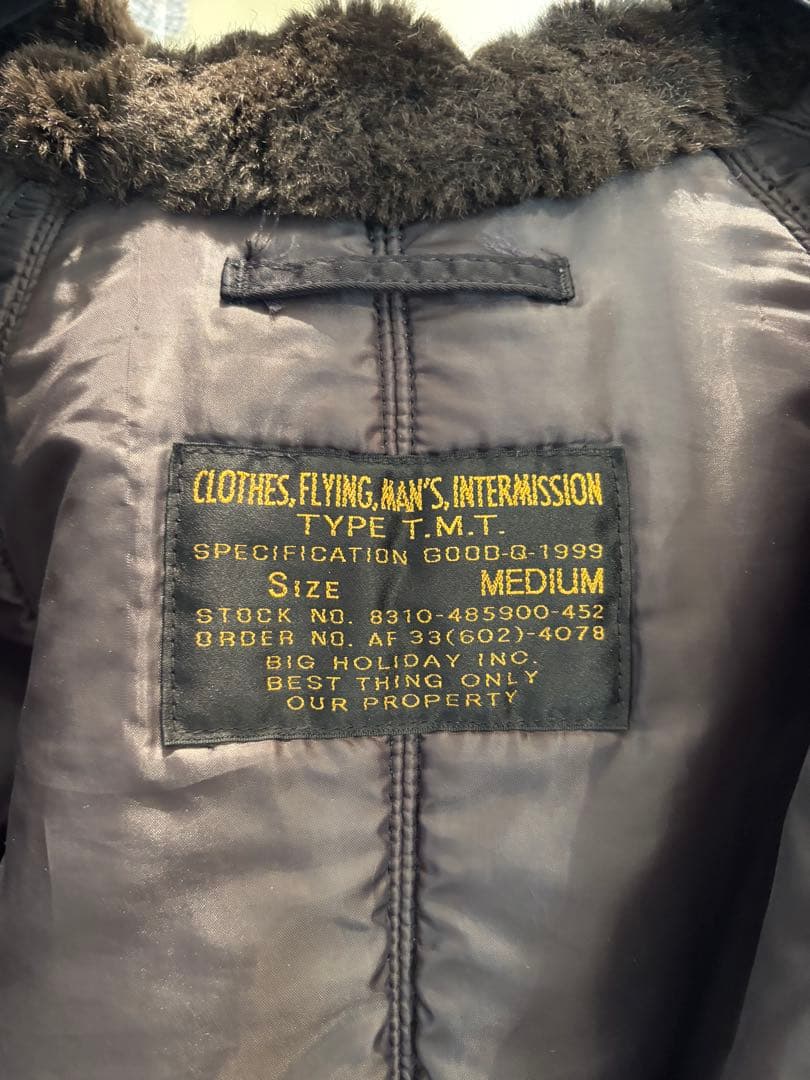 CLOTHES, FLYING, MAN'S, INTERMISSION
TYPE T.M.T.
SPECIFICATION GOOD-Q-1999
SIZE MEDIUM
STOCK NO. 8310-485900-452
ORDER NO. AF 33(602)-4078
BIG HOLIDAY INC.
BEST THING ONLY
OUR PROPERTY